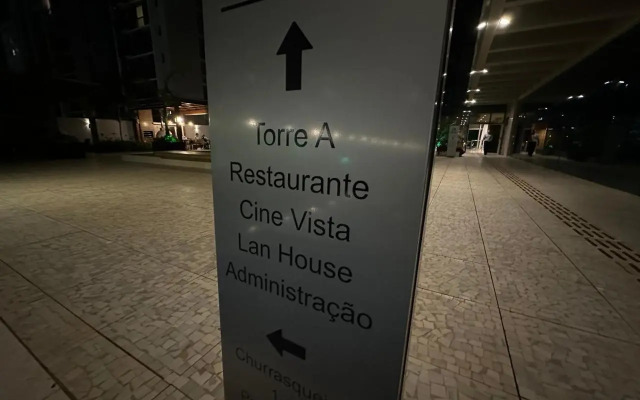 Torre A
Restaurante
Cine Vista
Lan House
Administração